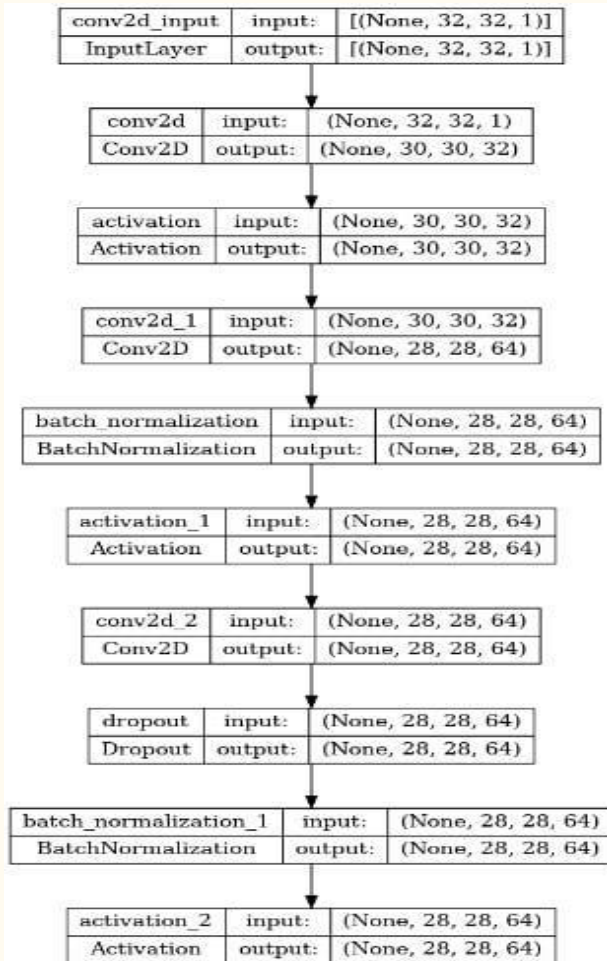 conv2d_input input: [(None, 32, 32, 1)]
InputLayer output: [(None, 32, 32, 1)]
conv2d input: (None, 32, 32, 1)
Conv2D output: (None, 30, 30, 32)
activation input: (None, 30, 30, 32)
Activation output: (None, 30, 30, 32)
conv2d_1 input: (None, 30, 30, 32)
Conv2D output: (None, 28, 28, 64)
batch_normalization input: (None, 28, 28, 64)
BatchNormalization output: (None, 28, 28, 64)
activation_1 input: (None, 28, 28, 64)
Activation output: (None, 28, 28, 64)
conv2d_2 input: (None, 28, 28, 64)
Conv2D output: (None, 28, 28, 64)
dropout input: (None, 28, 28, 64)
Dropout output: (None, 28, 28, 64)
batch_normalization_1 input: (None, 28, 28, 64)
BatchNormalization output: (None, 28, 28, 64)
activation_2 input: (None, 28, 28, 64)
Activation output: (None, 28, 28, 64)